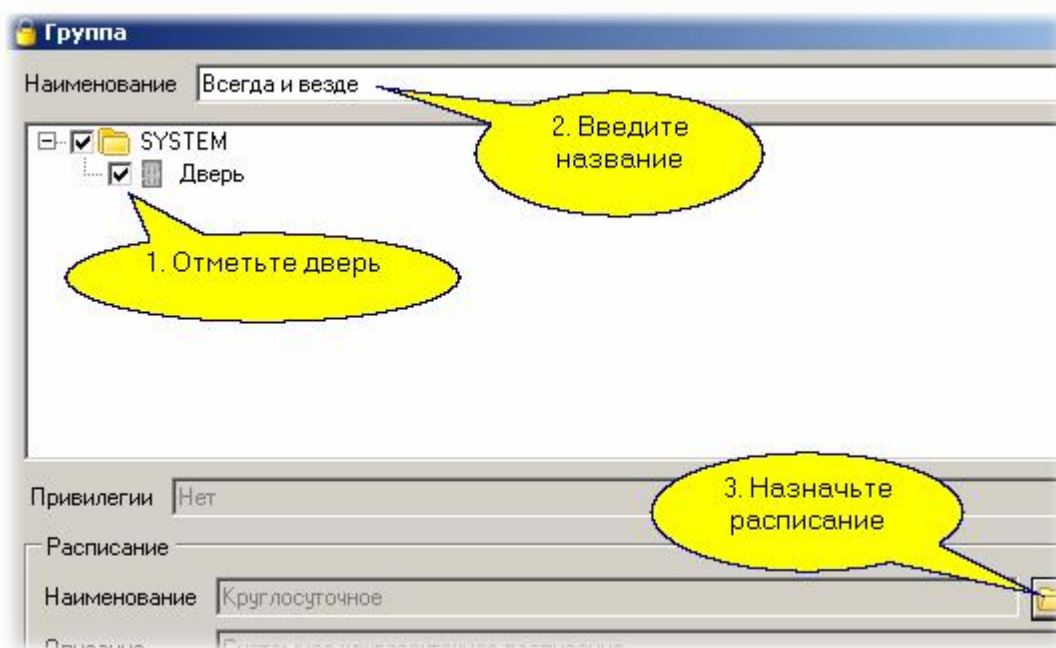 Группа
Наименование Всегда и везде
2. Введите
название
SYSTEM
Дверь
1. Отметьте дверь
Привилегии Нет
3. Назначьте
расписание
Расписание
Наименование Круглосуточное